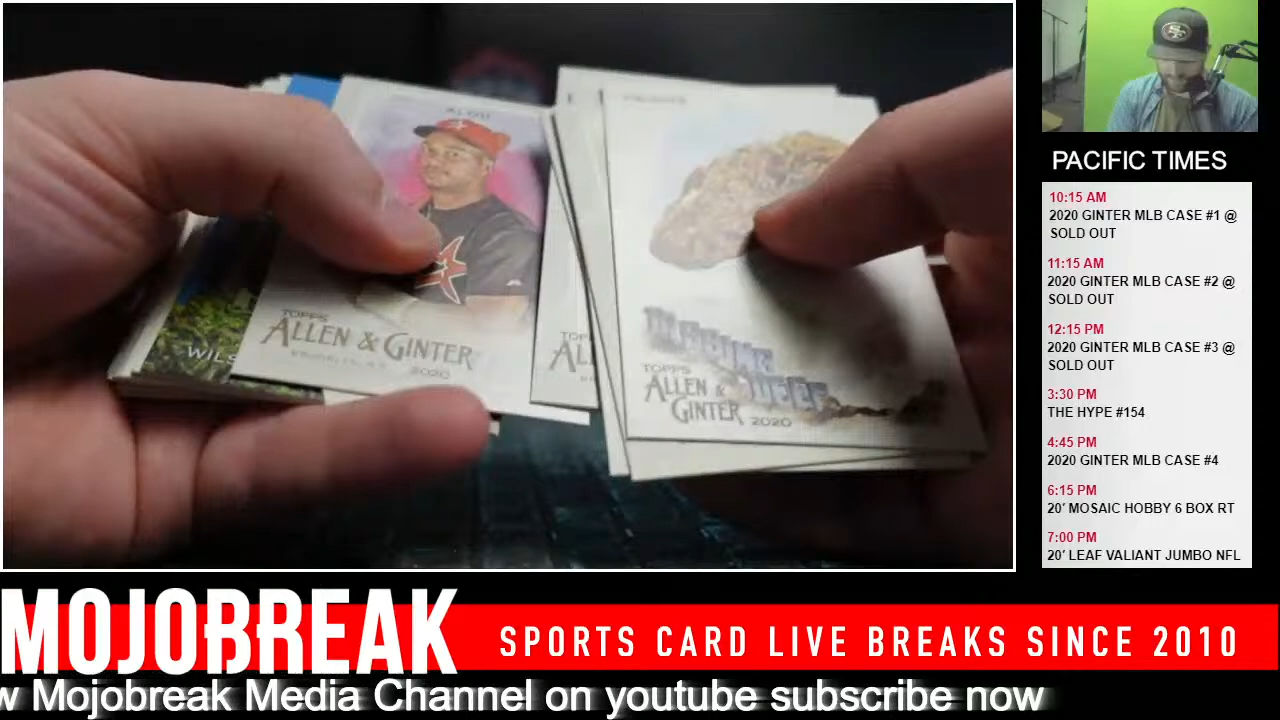 ALOU
WILS
TOPPS
ALLEN & GINTER
2020
TOPPS
ALLEN &
GINTER
2020
PACIFIC TIMES
10:15 AM
2020 GINTER MLB CASE #1 @
SOLD OUT
11:15 AM
2020 GINTER MLB CASE #2 @
SOLD OUT
12:15 PM
2020 GINTER MLB CASE #3 @
SOLD OUT
3:30 PM
THE HYPE #154
4:45 PM
2020 GINTER MLB CASE #4
6:15 PM
20' MOSAIC HOBBY 6 BOX RT
7:00 PM
20' LEAF VALIANT JUMBO NFL
MOJOBREAK
SPORTS CARD LIVE BREAKS SINCE 2010
w Mojobreak Media Channel on youtube subscribe now